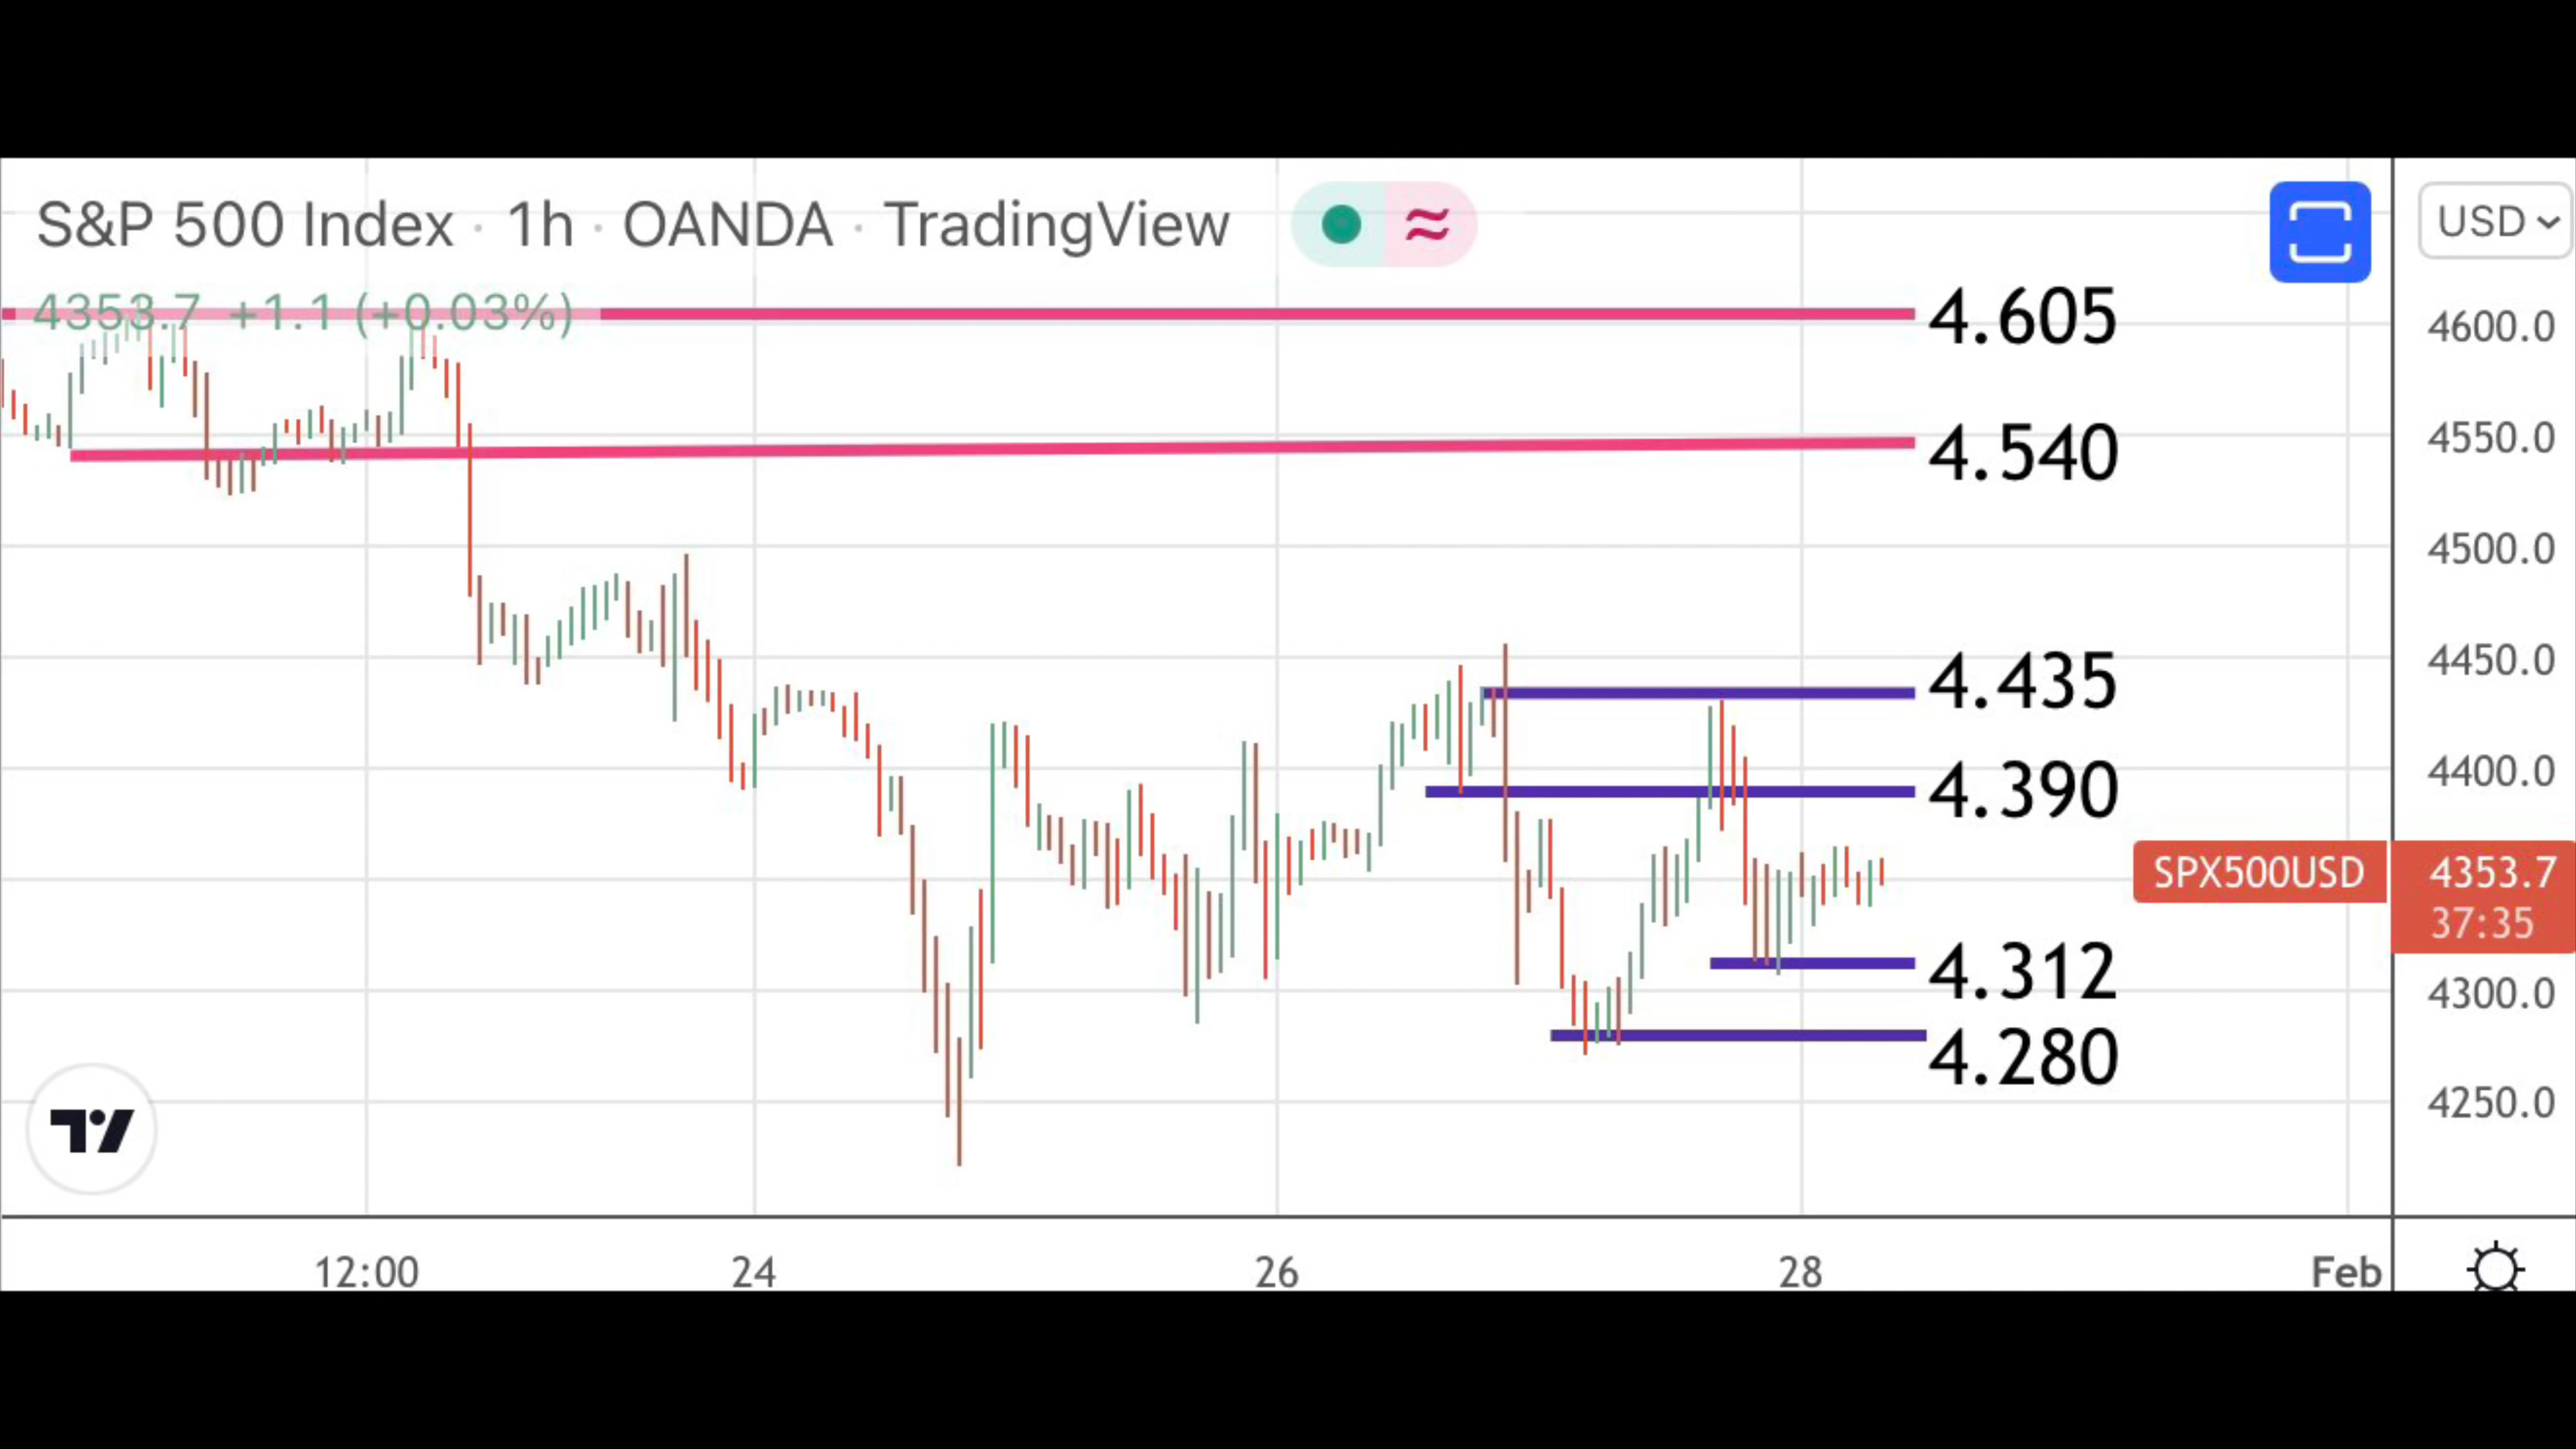 S&P 500 Index · 1h · OANDA · TradingView
USD
4353.7 +1.1 (+0.03%)
4.605
4600.0
4.540
4550.0
4500.0
4.435
4450.0
4.390
4400.0
SPX500USD 4353.7
37:35
4.312
4300.0
4.280
4250.0
12:00 24 26 28 Feb